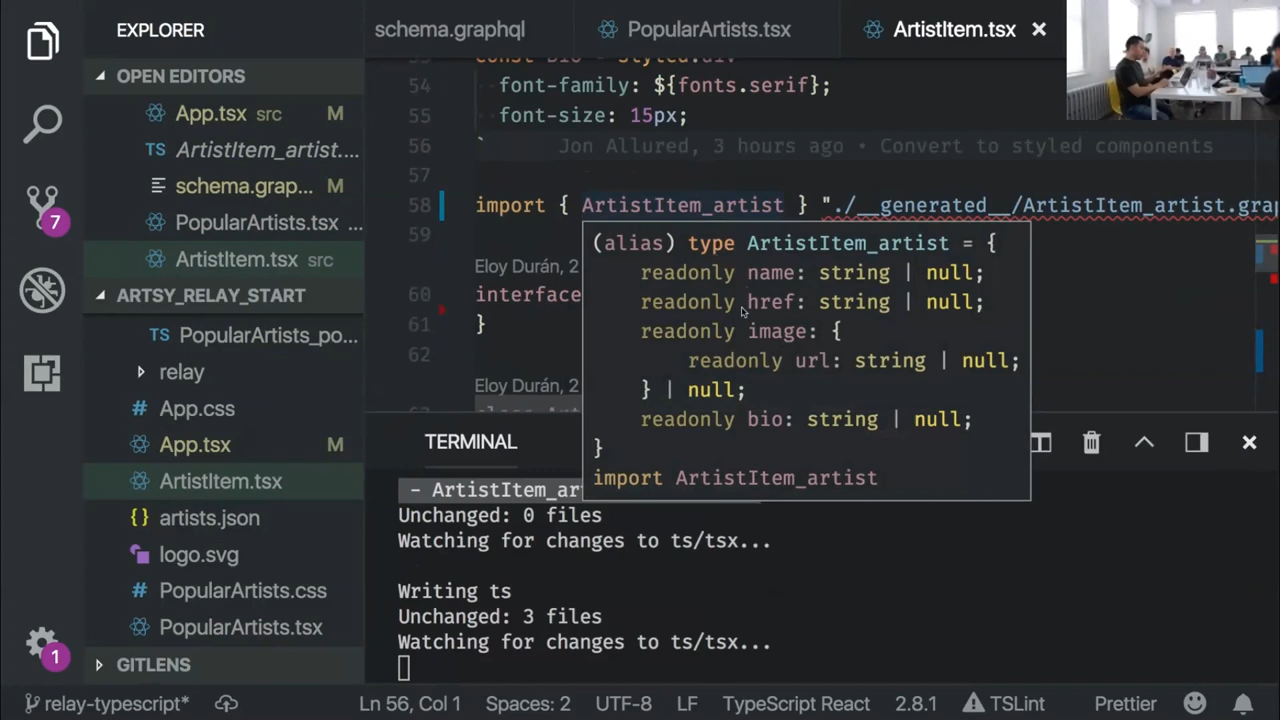 EXPLORER
OPEN EDITORS
App.tsx src M
TS ArtistItem_artist....
schema.grap... M
PopularArtists.tsx ...
ArtistItem.tsx src
ARTSY_RELAY_START
TS PopularArtists_po...
relay
# App.css
App.tsx M
ArtistItem.tsx
{} artists.json
logo.svg
# PopularArtists.css
PopularArtists.tsx
GITLENS
7
1
schema.graphql
PopularArtists.tsx
ArtistItem.tsx
54 font-family: ${fonts.serif};
55 font-size: 15px;
56 ` Jon Allured, 3 hours ago • Convert to styled components
57
58 import { ArtistItem_artist } "./__generated__/ArtistItem_artist.grap
59
Eloy Durán, 2
60 interface
61 }
62
Eloy Durán, 2
(alias) type ArtistItem_artist = {
readonly name: string | null;
readonly href: string | null;
readonly image: {
readonly url: string | null;
} | null;
readonly bio: string | null;
}
import ArtistItem_artist
TERMINAL
- ArtistItem_ar
Unchanged: 0 files
Watching for changes to ts/tsx...
Writing ts
Unchanged: 3 files
Watching for changes to ts/tsx...
relay-typescript* Ln 56, Col 1 Spaces: 2 UTF-8 LF TypeScript React 2.8.1 TSLint Prettier